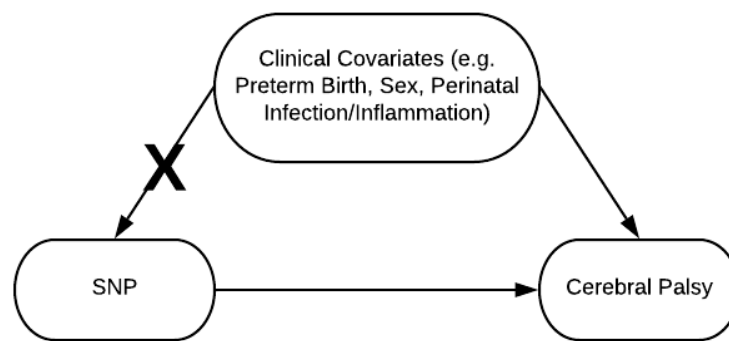 Clinical Covariates (e.g.
Preterm Birth, Sex, Perinatal
Infection/Inflammation)
X
SNP
Cerebral Palsy